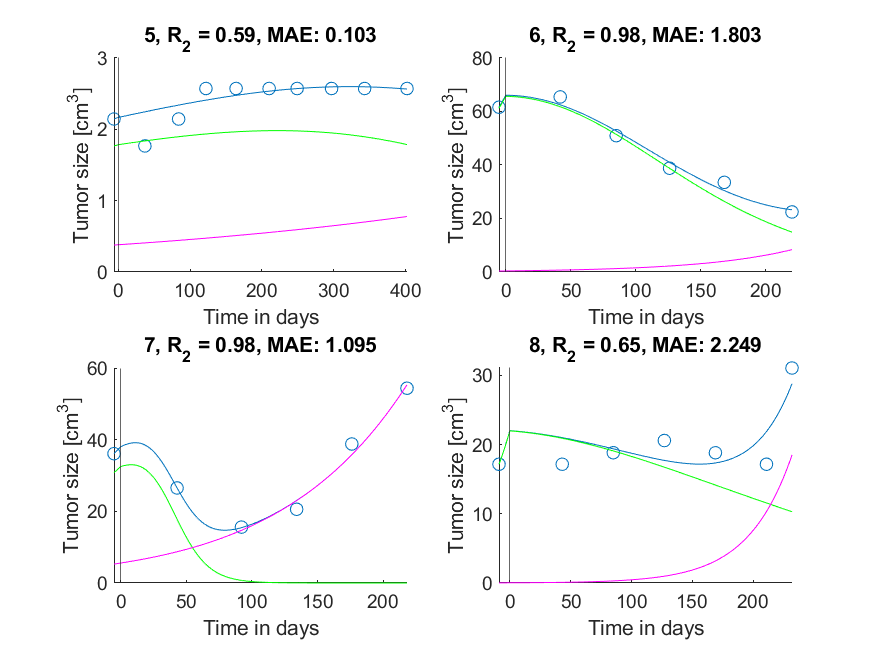 5, R2 = 0.59, MAE: 0.103
6, R2 = 0.98, MAE: 1.803
Tumor size [cm3]
3
2
1
0
0 100 200 300 400
Time in days
Tumor size [cm3]
80
60
40
20
0
0 50 100 150 200
Time in days
7, R2 = 0.98, MAE: 1.095
8, R2 = 0.65, MAE: 2.249
Tumor size [cm3]
60
40
20
0
0 50 100 150 200
Time in days
Tumor size [cm3]
30
20
10
0
0 50 100 150 200
Time in days